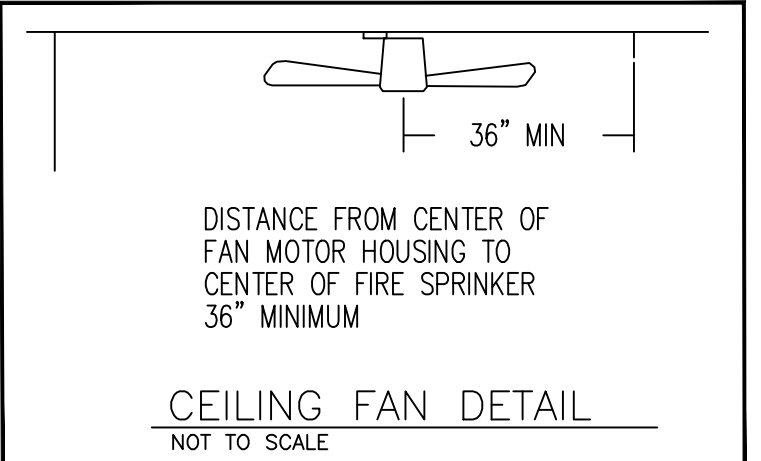 36" MIN
DISTANCE FROM CENTER OF
FAN MOTOR HOUSING TO
CENTER OF FIRE SPRINKER
36" MINIMUM
CEILING FAN DETAIL
NOT TO SCALE